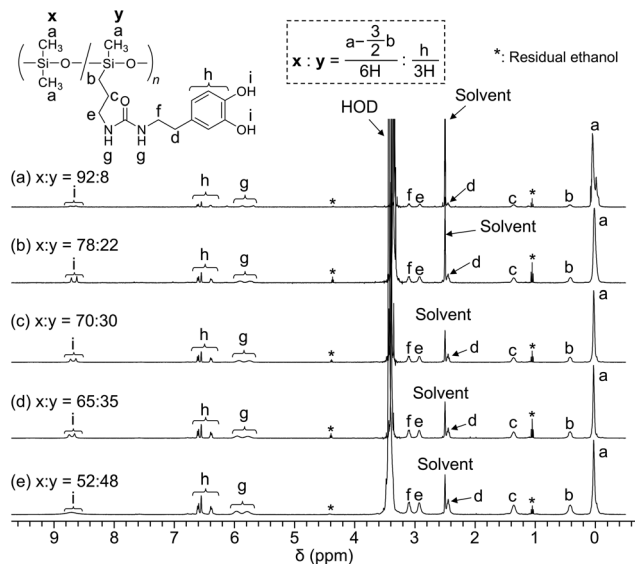 x
y
a
CH₃
a
CH₃
Si—O
Si—O
n
CH₃
a
b
c
e
O
N
H
g
N
H
g
f
d
h
i
OH
OH
i
x : y = a-3/2b / 6H : h / 3H
*: Residual ethanol
HOD
Solvent
a
(a) x:y = 92:8
i
h
g
*
f e
d
c
*
b
Solvent
(b) x:y = 78:22
i
h
g
*
f e
d
c
*
b
a
Solvent
(c) x:y = 70:30
i
h
g
*
f e
d
c
*
b
a
Solvent
(d) x:y = 65:35
i
h
g
*
f e
d
c
*
b
a
Solvent
(e) x:y = 52:48
i
h
g
*
f e
d
c
*
b
9 8 7 6 5 4 3 2 1 0
δ (ppm)